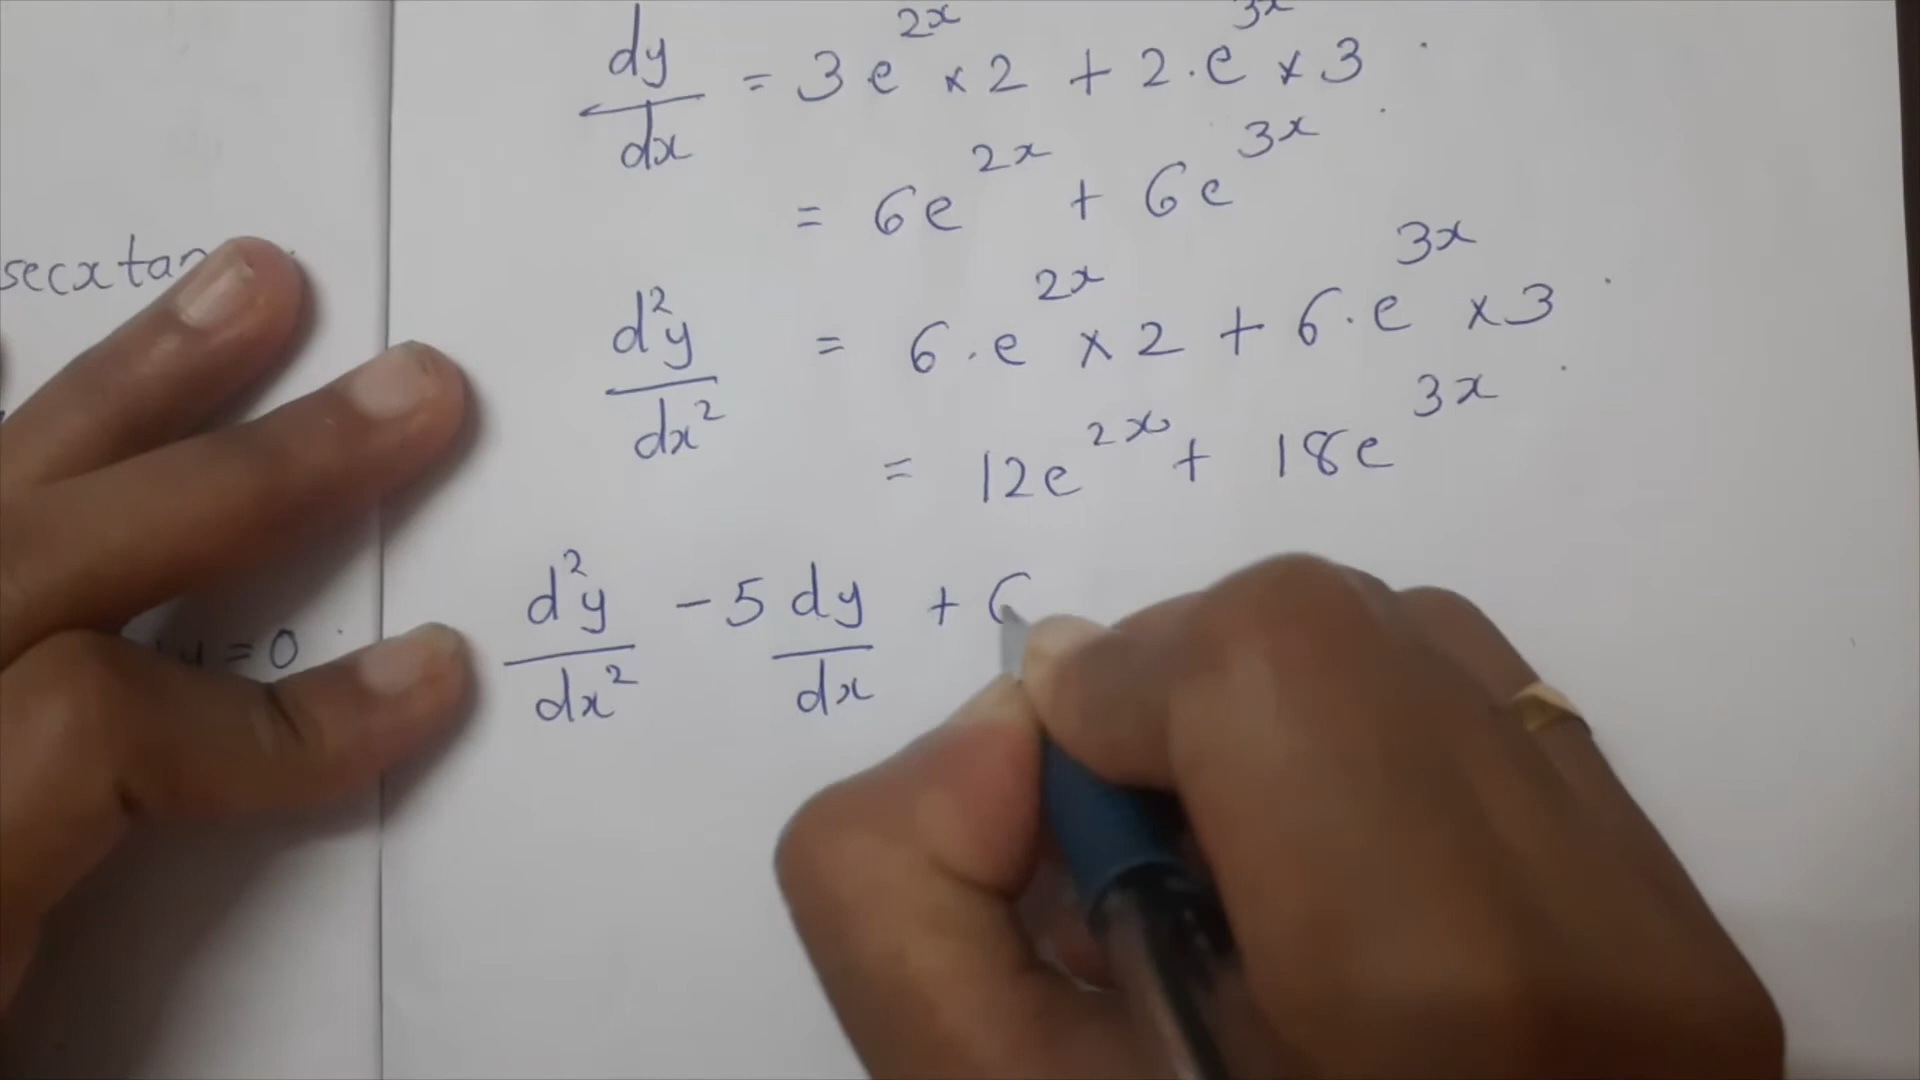 dy/dx = 3e^2x × 2 + 2.e^3x × 3
= 6e^2x + 6e^3x
secx
d²y/dx² = 6.e^2x × 2 + 6.e^3x × 3
= 12e^2x + 18e^3x
d²y/dx² - 5 dy/dx + 6
y = 0